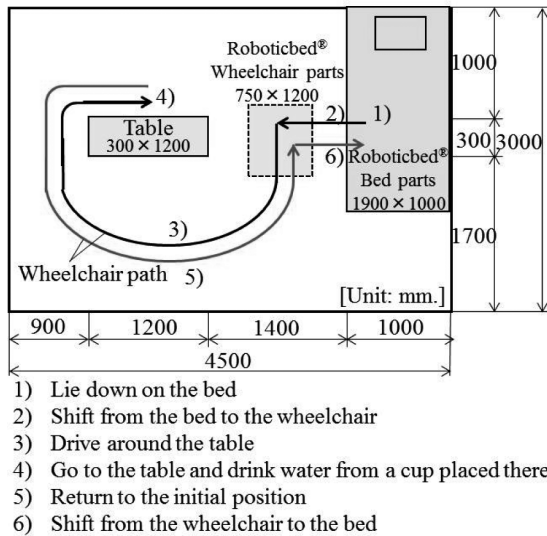 Roboticbed®
Wheelchair parts
750×1200
1000
4)
2)
1)
Table
300×1200
300
3000
6)
Roboticbed®
Bed parts
1900×1000
3)
1700
Wheelchair path
5)
[Unit: mm.]
900
1200
1400
1000
4500
1) Lie down on the bed
2) Shift from the bed to the wheelchair
3) Drive around the table
4) Go to the table and drink water from a cup placed there
5) Return to the initial position
6) Shift from the wheelchair to the bed